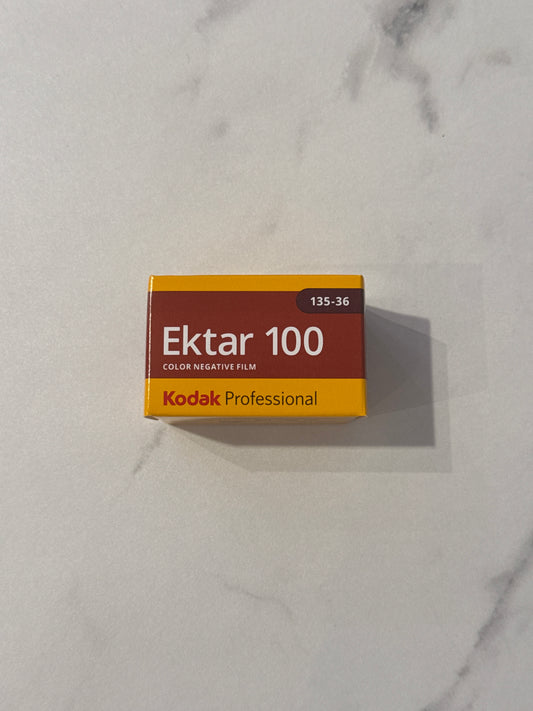 135-36
Ektar 100
COLOR NEGATIVE FILM
Kodak Professional